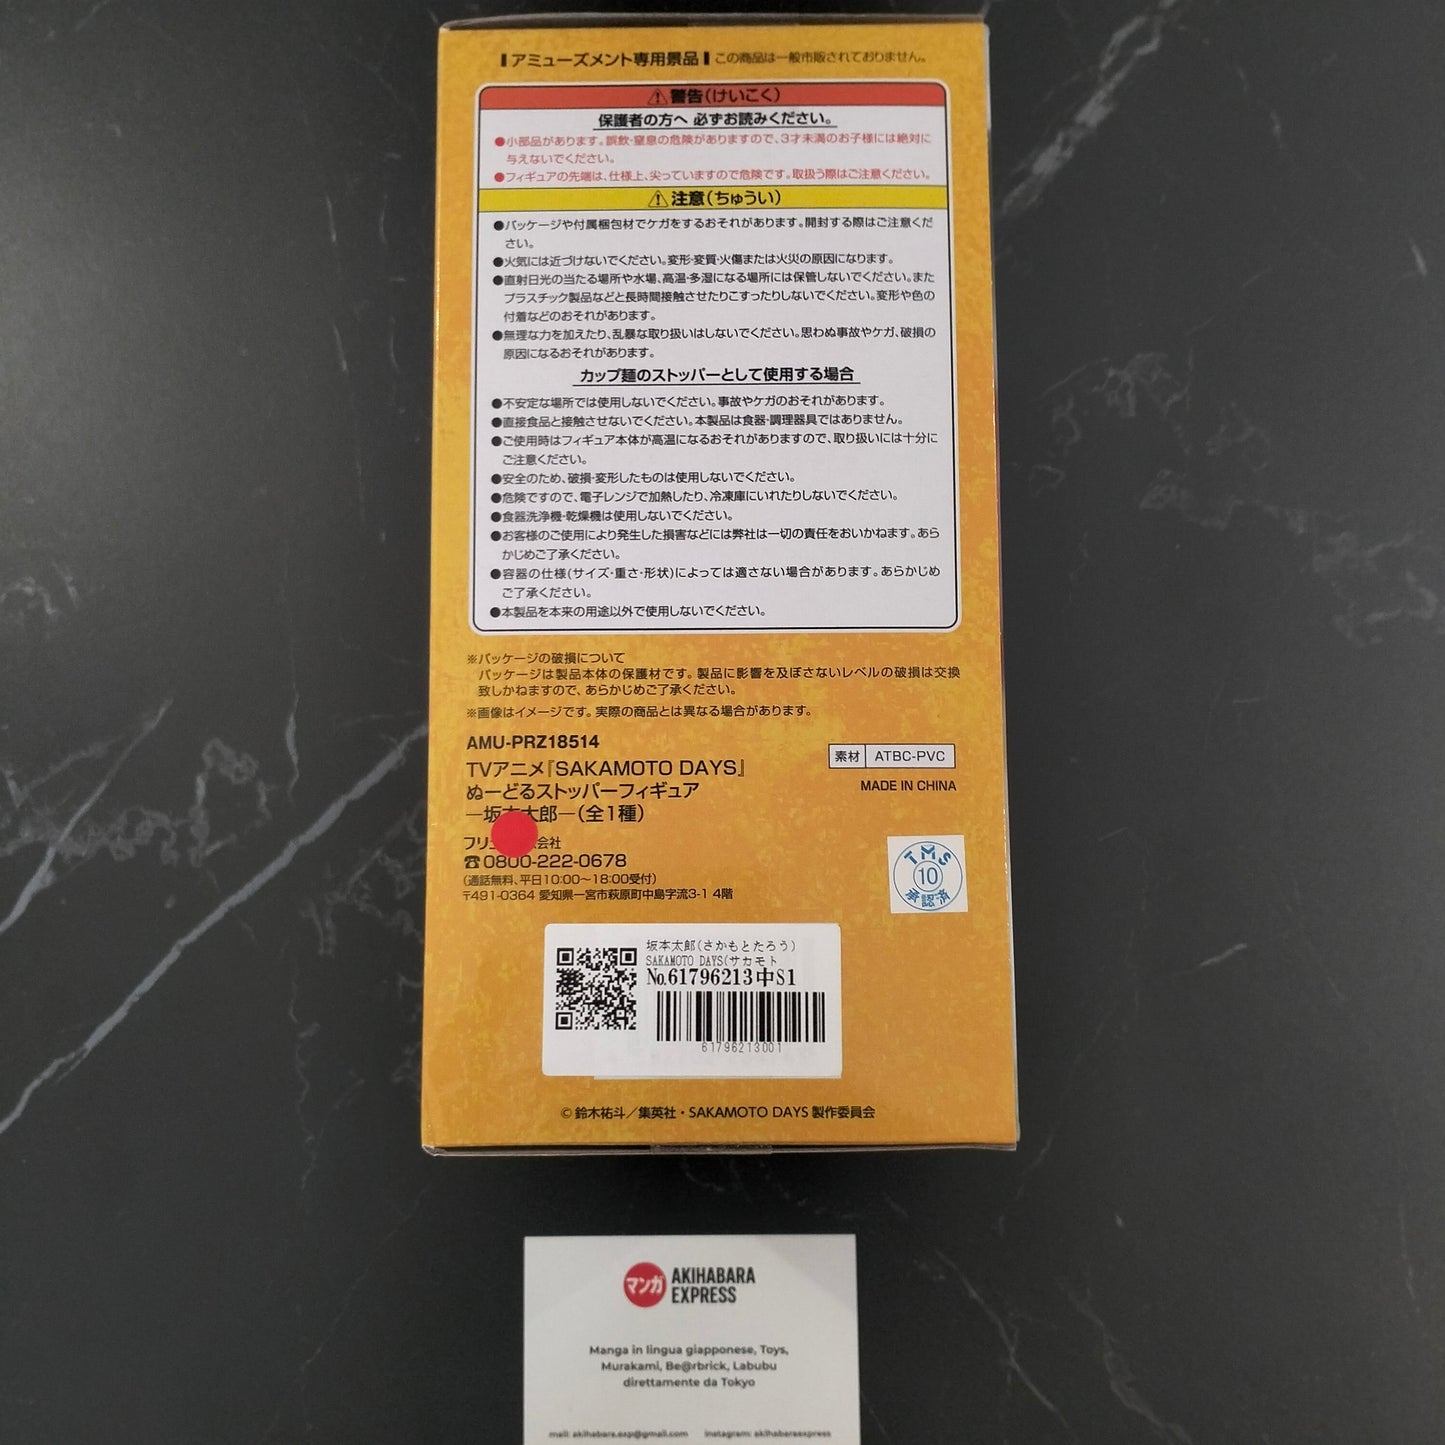 アミューズメント専用景品 この商品は一般市販されておりません。
⚠警告(けいこく)
保護者の方へ 必ずお読みください。
●小部品があります。誤飲・窒息の危険がありますので、3才未満のお子様には絶対に
与えないでください。
●フィギュアの先端は、仕様上、尖っていますので危険です。取扱う際はご注意ください。
⚠注意(ちゅうい)
●パッケージや付属梱包材でケガをするおそれがあります。開封する際はご注意くだ
さい。
●火気には近づけないでください。変形・変質・火傷または火災の原因になります。
●直射日光の当たる場所や水場、高温・多湿になる場所には保管しないでください。また
プラスチック製品などと長時間接触させたりこすったりしないでください。変形や色の
付着などのおそれがあります。
●無理な力を加えたり、乱暴な取り扱いはしないでください。思わぬ事故やケガ、破損の
原因になるおそれがあります。
カップ麺のストッパーとして使用する場合
●不安定な場所では使用しないでください。事故やケガのおそれがあります。
●直接食品と接触させないでください。本製品は食器・調理器具ではありません。
●ご使用時はフィギュア本体が高温になるおそれがありますので、取り扱いには十分に
ご注意ください。
●安全のため、破損・変形したものは使用しないでください。
●危険ですので、電子レンジで加熱したり、冷凍庫にいれたりしないでください。
●食器洗浄機・乾燥機は使用しないでください。
●お客様のご使用により発生した損害などには弊社は一切の責任をおいかねます。あら
かじめご了承ください。
●容器の仕様(サイズ・重さ・形状)によっては適さない場合があります。あらかじめ
ご了承ください。
●本製品を本来の用途以外で使用しないでください。
※パッケージの破損について
パッケージは製品本体の保護材です。製品に影響を及ぼさないレベルの破損は交換
致しかねますので、あらかじめご了承ください。
※画像はイメージです。実際の商品とは異なる場合があります。
AMU-PRZ18514
素材 ATBC-PVC
TVアニメ『SAKAMOTO DAYS』
MADE IN CHINA
ぬーどるストッパーフィギュア
―坂本太郎―(全1種)
フリュ 会社
☎0800-222-0678
(通話無料、平日10:00～18:00受付)
〒491-0364 愛知県一宮市萩原町中島字流3-1 4階
TMS
10
承認済
坂本太郎(さかもとたろう)
SAKAMOTO DAYS(サカモト
No.61796213中S1
61796213001
© 鈴木祐斗／集英社・SAKAMOTO DAYS 製作委員会
マンガ AKIHABARA
EXPRESS
Manga in lingua giapponese, Toys,
Murakami, Be@rbrick, Labubu
direttamente da Tokyo
mail: akihabara.exp@gmail.com instagram: akihabaraexpress